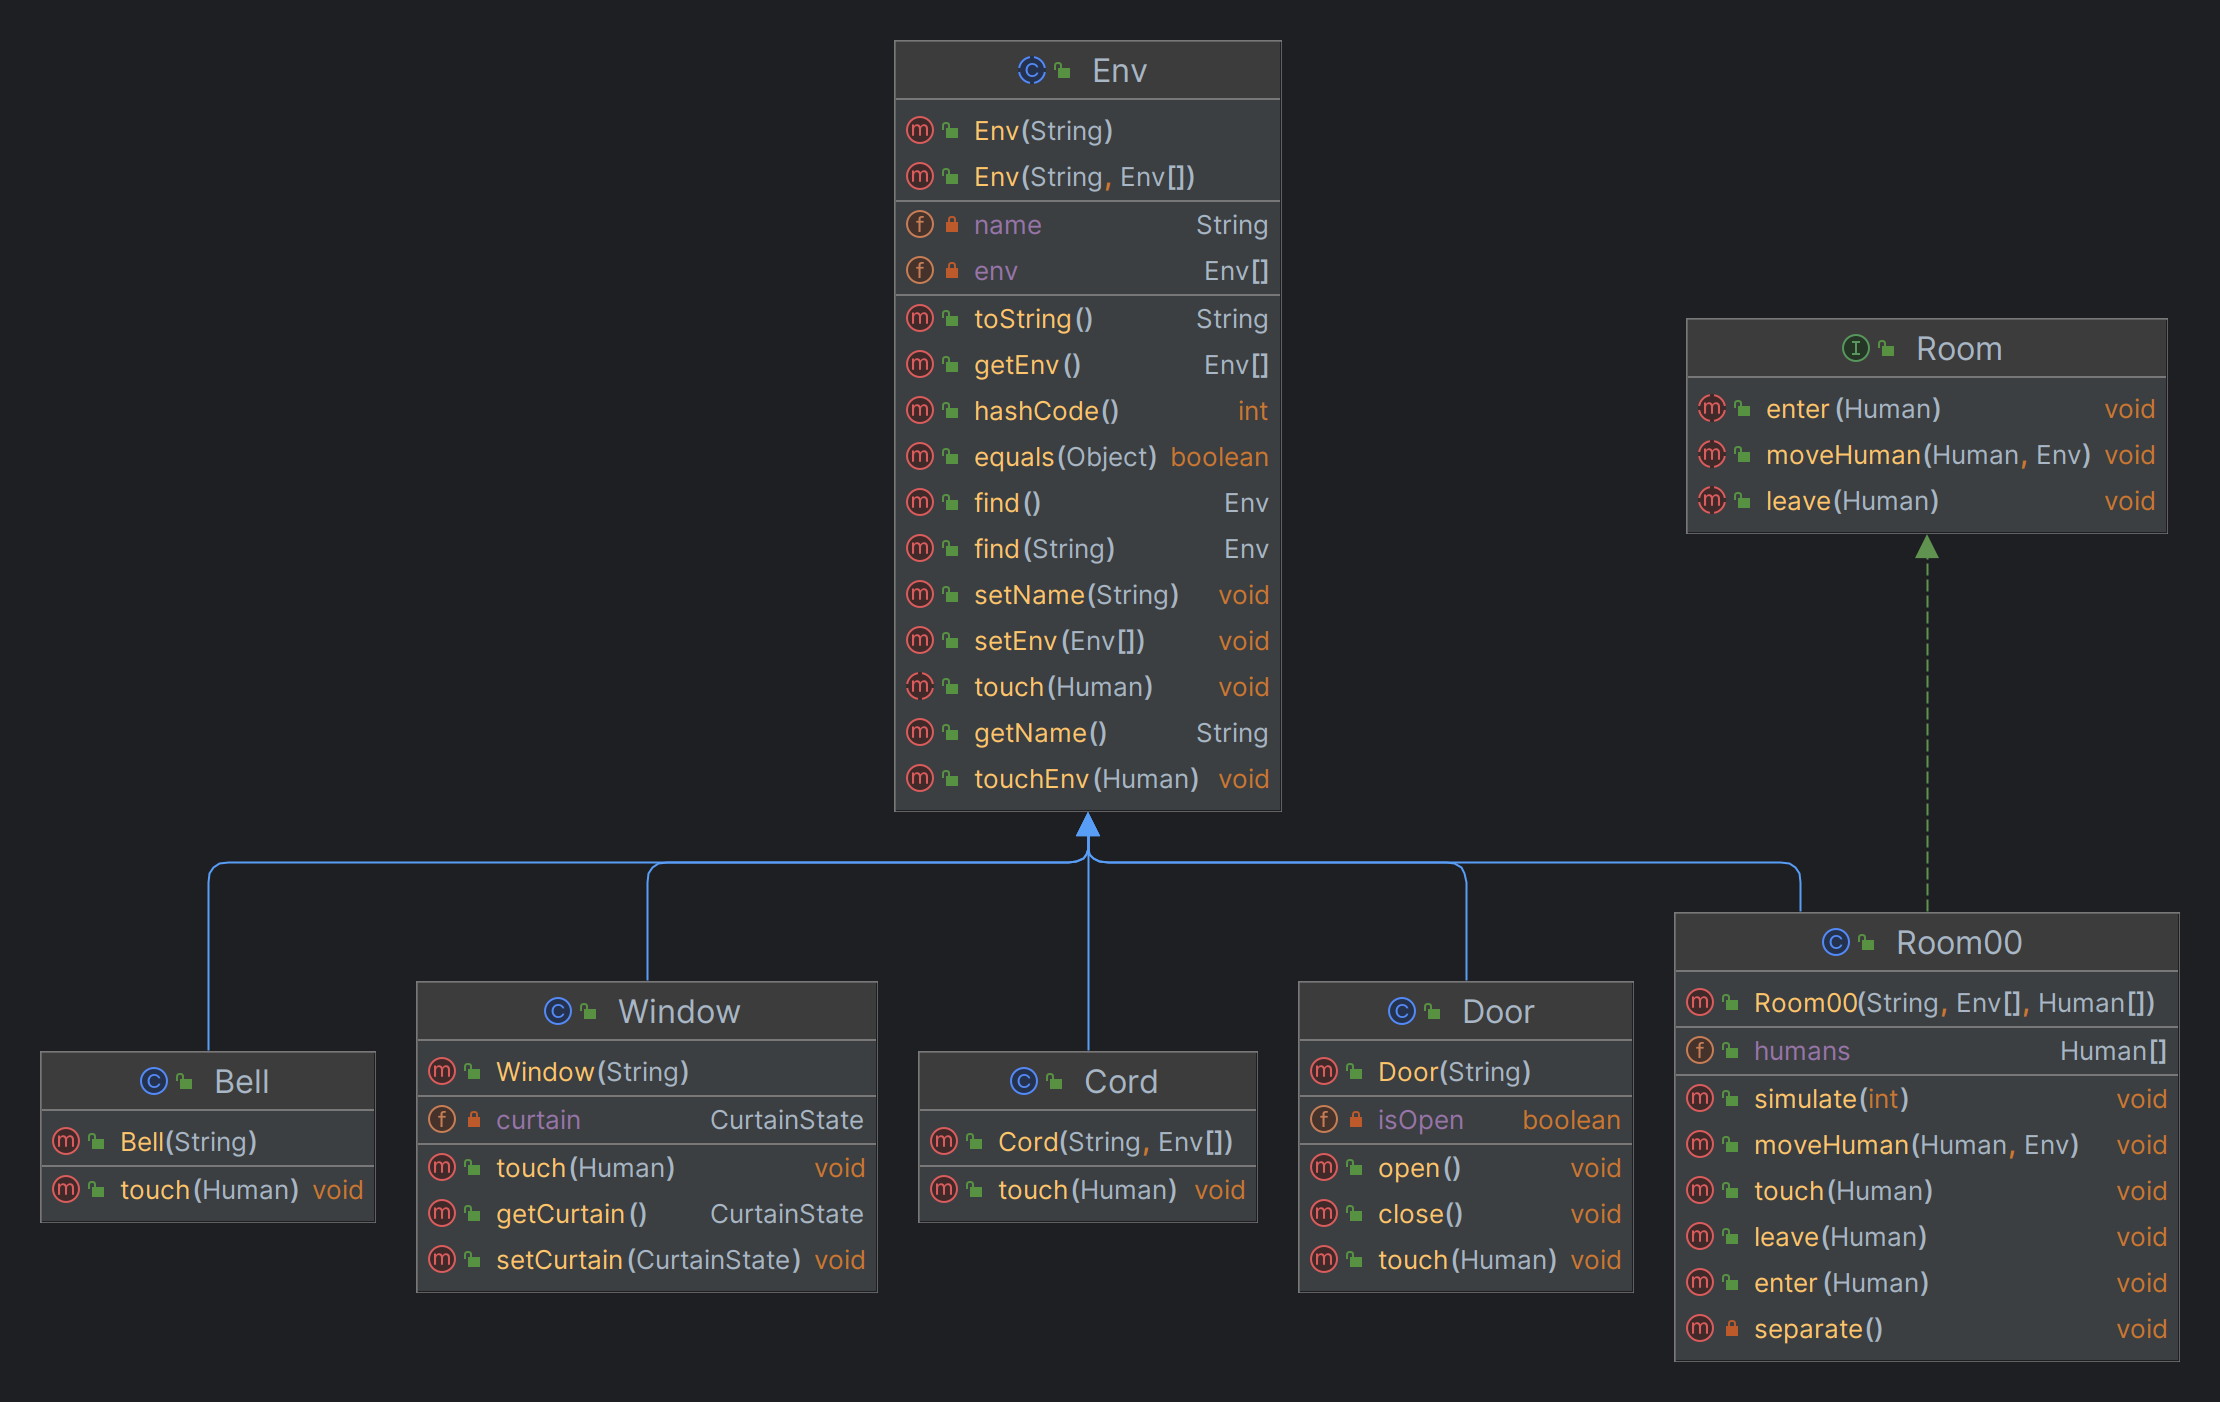 Env
Env(String)
Env(String, Env[])
name String
env Env[]
toString() String
getEnv() Env[]
hashCode() int
equals(Object) boolean
find() Env
find(String) Env
setName(String) void
setEnv(Env[]) void
touch(Human) void
getName() String
touchEnv(Human) void
Room
enter(Human) void
moveHuman(Human, Env) void
leave(Human) void
Bell
Bell(String)
touch(Human) void
Window
Window(String)
curtain CurtainState
touch(Human) void
getCurtain() CurtainState
setCurtain(CurtainState) void
Cord
Cord(String, Env[])
touch(Human) void
Door
Door(String)
isOpen boolean
open() void
close() void
touch(Human) void
Room00
Room00(String, Env[], Human[])
humans Human[]
simulate(int) void
moveHuman(Human, Env) void
touch(Human) void
leave(Human) void
enter(Human) void
separate() void